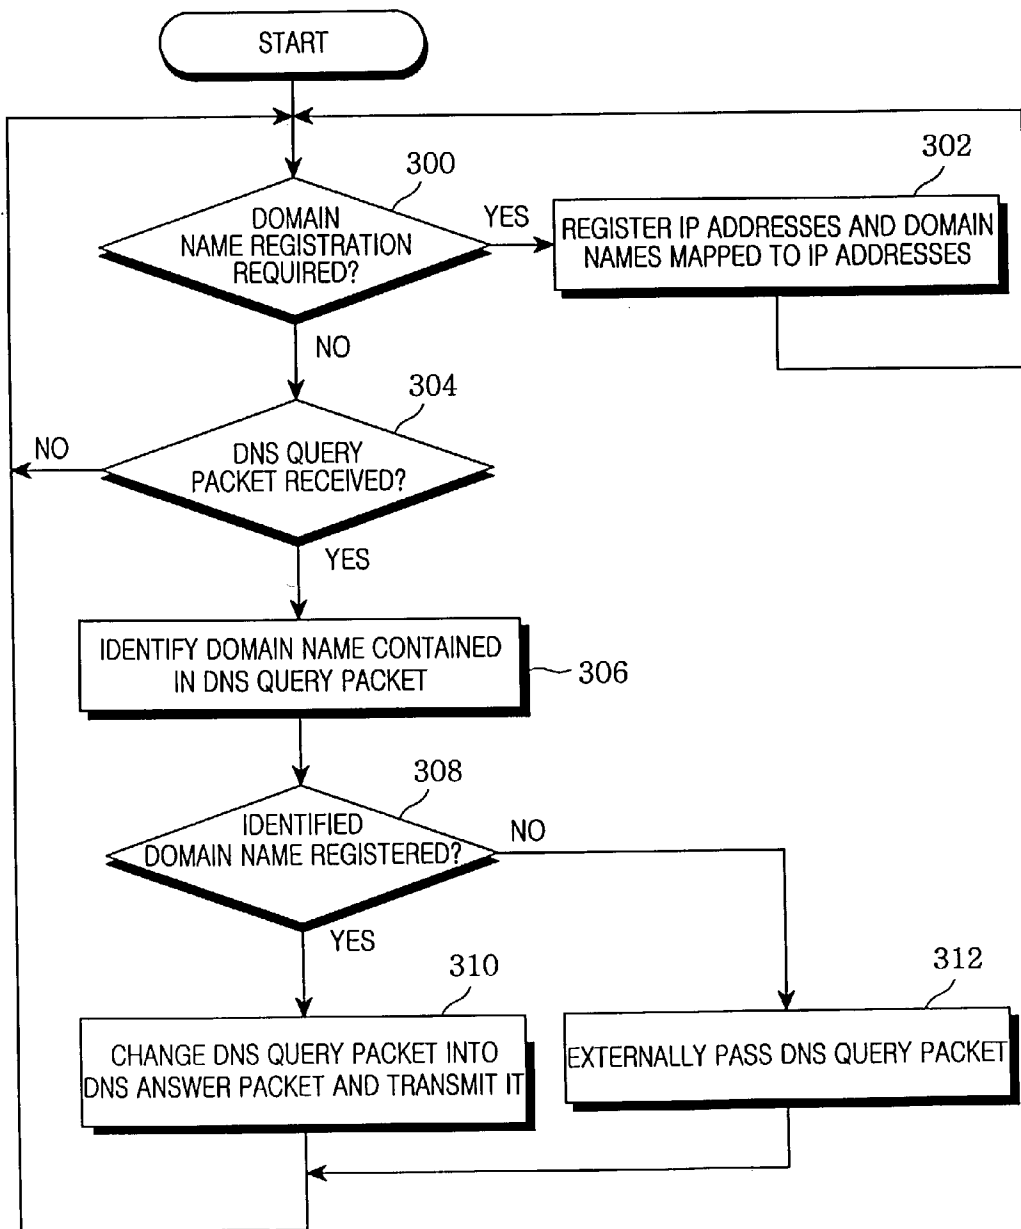 START
300
DOMAIN
NAME REGISTRATION
REQUIRED?
YES
302
REGISTER IP ADDRESSES AND DOMAIN
NAMES MAPPED TO IP ADDRESSES
NO
304
DNS QUERY
PACKET RECEIVED?
NO
YES
IDENTIFY DOMAIN NAME CONTAINED
IN DNS QUERY PACKET
306
308
IDENTIFIED
DOMAIN NAME REGISTERED?
NO
YES
310
CHANGE DNS QUERY PACKET INTO
DNS ANSWER PACKET AND TRANSMIT IT
312
EXTERNALLY PASS DNS QUERY PACKET